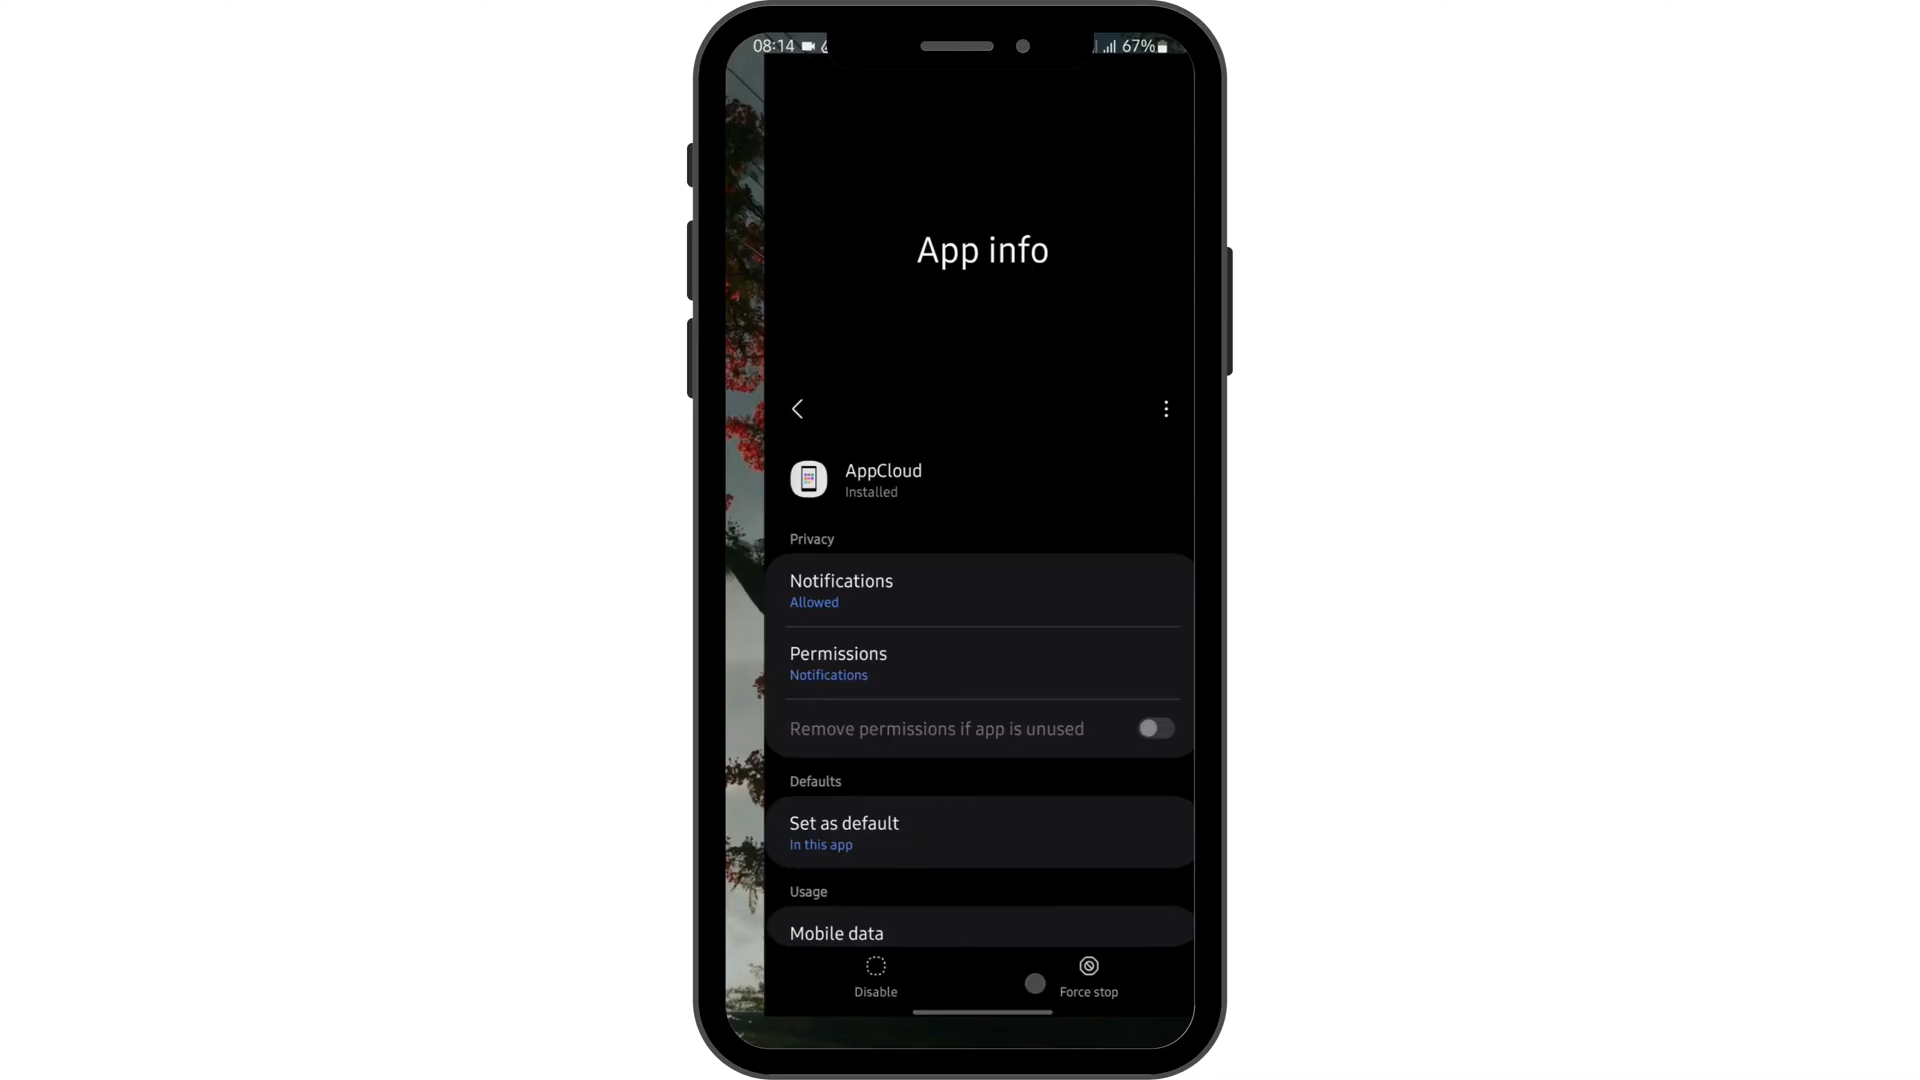 08:14
67%
App info
AppCloud
Installed
Privacy
Notifications
Allowed
Permissions
Notifications
Remove permissions if app is unused
Defaults
Set as default
In this app
Usage
Mobile data
Disable
Force stop